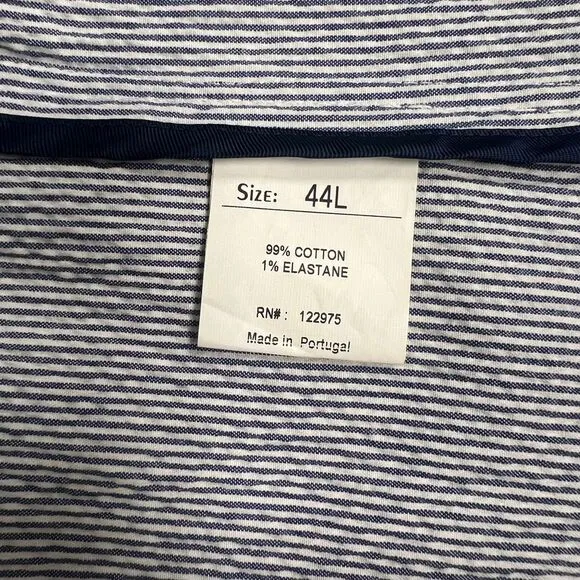 Size: 44L
99% COTTON
1% ELASTANE
RN# : 122975
Made in Portugal